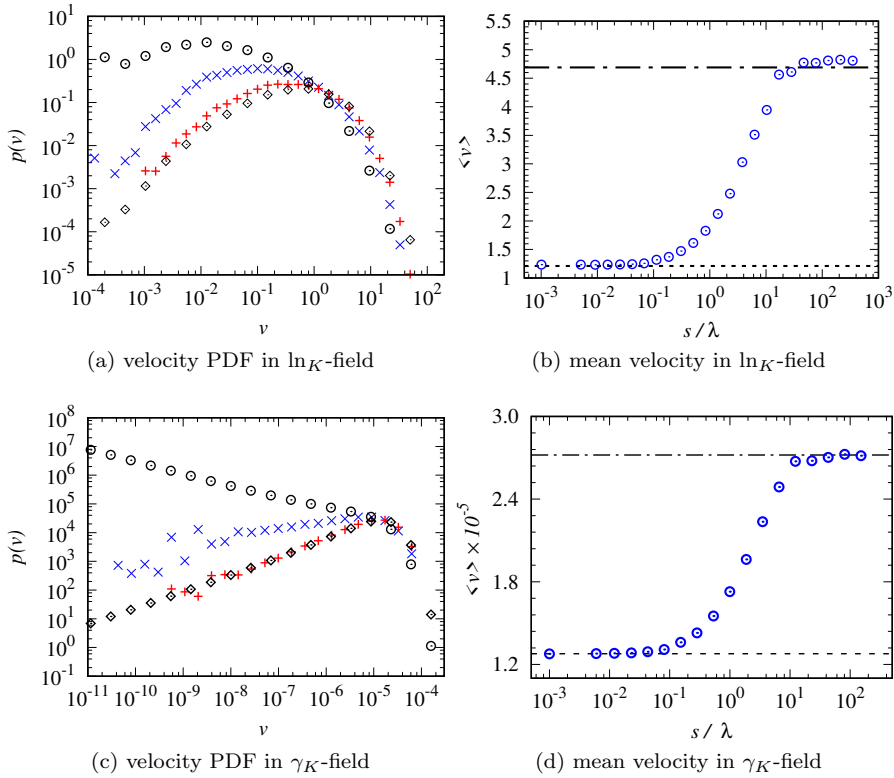 10^1
10^0
10^-1
10^-2
10^-3
10^-4
10^-5
p(v)
10^-4 10^-3 10^-2 10^-1 10^0 10^1 10^2
v
(a) velocity PDF in ln_K-field
5.7
5
4.5
3.5
2.5
1.5
1
<v>
10^-3 10^-2 10^-1 10^0 10^1 10^2 10^3
s / λ
(b) mean velocity in ln_K-field
10^8
10^7
10^6
10^5
10^4
10^3
10^2
10^1
10^0
10^-1
p(v)
10^-11 10^-10 10^-9 10^-8 10^-7 10^-6 10^-5 10^-4
v
(c) velocity PDF in γ_K-field
3.0
2.6
1.8
1.2
<v> × 10^-5
10^-3 10^-2 10^-1 10^0 10^1 10^2
s / λ
(d) mean velocity in γ_K-field